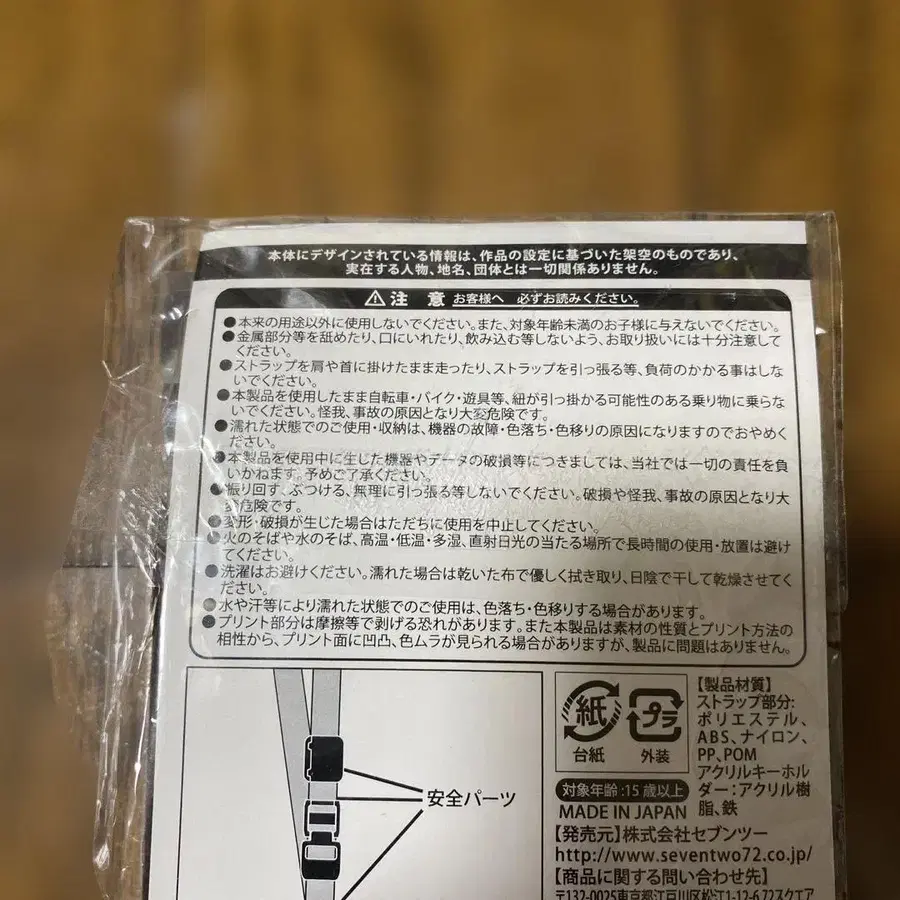 本体にデザインされている情報は、作品の設定に基づいた架空のものであり、
実在する人物、地名、団体とは一切関係ありません。
⚠注 意 お客様へ 必ずお読みください。
●本来の用途以外に使用しないでください。また、対象年齢未満のお子様に与えないでください。
●金属部分等を舐めたり、口にいれたり、飲み込む等しないよう、お取り扱いには十分注意して
ください。
●ストラップを肩や首に掛けたまま走ったり、ストラップを引っ張る等、負荷のかかる事はしな
いでください。
●本製品を使用したまま自転車・バイク・遊具等、紐が引っ掛かる可能性のある乗り物に乗らな
いでください。怪我、事故の原因となり大変危険です。
●濡れた状態でのご使用・収納は、機器の故障・色落ち・色移りの原因になりますのでおやめく
ださい。
●本製品を使用中に生じた機器やデータの破損等につきましては、当社では一切の責任を負
いかねます。予めご了承ください。
●振り回す、ぶつける、無理に引っ張る等しないでください。破損や怪我、事故の原因となり大
変危険です。
●変形・破損が生じた場合はただちに使用を中止してください。
●火のそばや水のそば、高温・低温・多湿、直射日光の当たる場所で長時間の使用・放置は避け
てください。
●洗濯はお避けください。濡れた場合は乾いた布で優しく拭き取り、日陰で干して乾燥させてく
ださい。
●水や汗等により濡れた状態でのご使用は、色落ち・色移りする場合があります。
●プリント部分は摩擦等で剥げる恐れがあります。また本製品は素材の性質とプリント方法の
相性から、プリント面に凹凸、色ムラが見られる場合がありますが、製品に問題はありません。
安全パーツ
紙
台紙
プラ
外装
対象年齢:15歳以上
MADE IN JAPAN
【製品材質】
ストラップ部分:
ポリエステル、
ABS、ナイロン、
PP、POM
アクリルキーホル
ダー:アクリル樹
脂、鉄
【発売元】株式会社セブンツー
http://www.seventwo72.co.jp/
【商品に関する問い合わせ先】
〒132-0025東京都江戸川区松江1-12-6 72スクエア